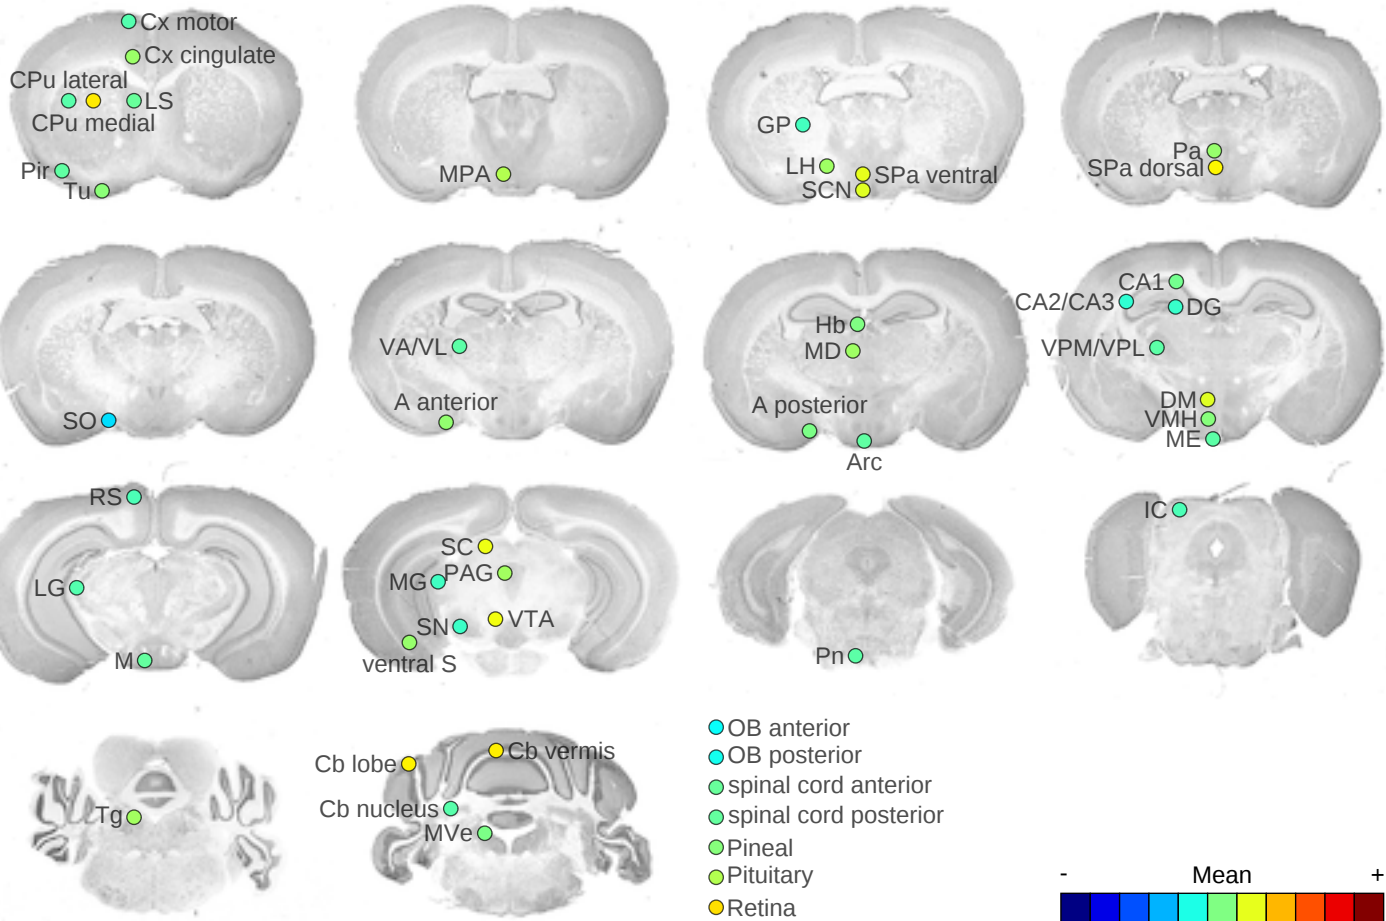 Cx motor
Cx cingulate
CPu lateral
LS
CPu medial
Pir
Tu
MPA
GP
LH
SPa ventral
SCN
Pa
SPa dorsal
SO
VA/VL
A anterior
Hb
MD
A posterior
Arc
CA1
CA2/CA3
DG
VPM/VPL
DM
VMH
ME
RS
LG
M
SC
MG
PAG
SN
VTA
ventral S
Pn
IC
Tg
Cb lobe
Cb vermis
Cb nucleus
MVe
OB anterior
OB posterior
spinal cord anterior
spinal cord posterior
Pineal
Pituitary
Retina
- Mean +